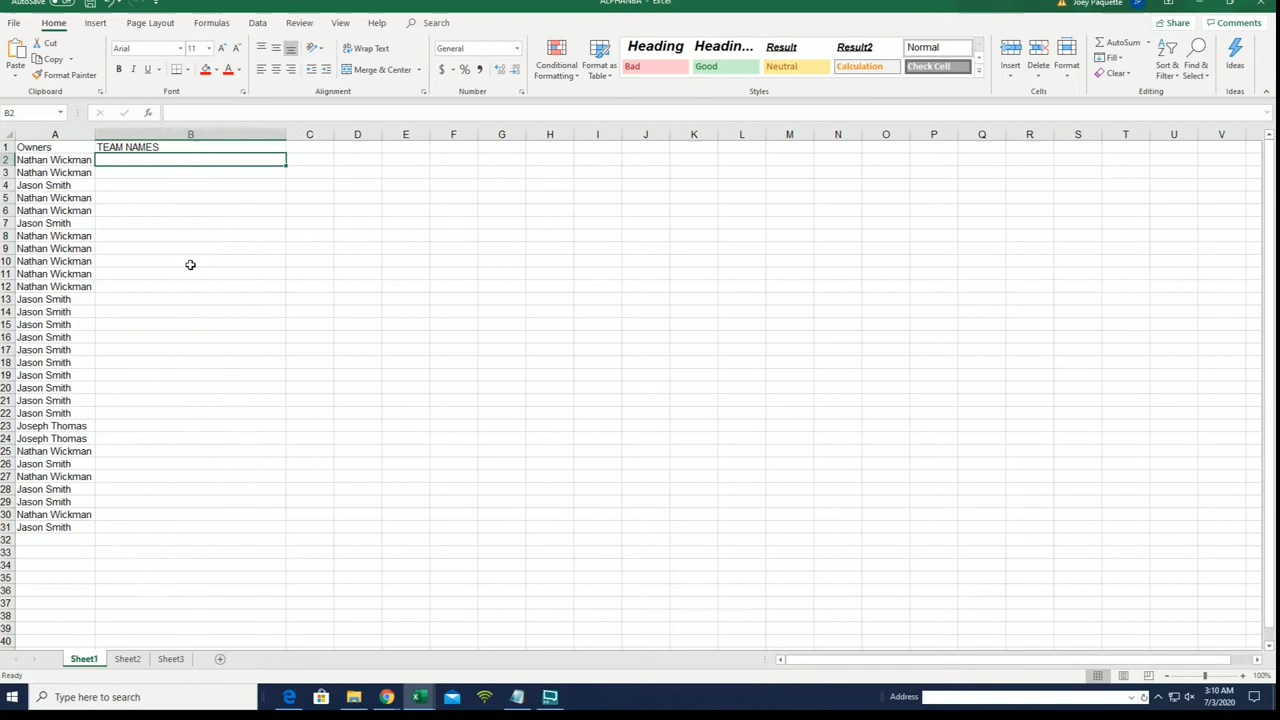 AutoSave Off ALPHANBA - Excel Joey Paquette JP
File Home Insert Page Layout Formulas Data Review View Help Search Share Comments
Paste Cut Copy Format Painter Clipboard
Arial 11 A A B I U A Font
Wrap Text Merge & Center Alignment
General $ % , Number
Conditional Formatting Format as Table
Heading Headin... Result Result2 Normal
Bad Good Neutral Calculation Check Cell
Styles
Insert Delete Format Cells
AutoSum Fill Clear Sort & Filter Find & Select Editing
Ideas Ideas
B2 fx
A B C D E F G H I J K L M N O P Q R S T U V
1 Owners TEAM NAMES
2 Nathan Wickman
3 Nathan Wickman
4 Jason Smith
5 Nathan Wickman
6 Nathan Wickman
7 Jason Smith
8 Nathan Wickman
9 Nathan Wickman
10 Nathan Wickman
11 Nathan Wickman
12 Nathan Wickman
13 Jason Smith
14 Jason Smith
15 Jason Smith
16 Jason Smith
17 Jason Smith
18 Jason Smith
19 Jason Smith
20 Jason Smith
21 Jason Smith
22 Jason Smith
23 Joseph Thomas
24 Joseph Thomas
25 Nathan Wickman
26 Jason Smith
27 Nathan Wickman
28 Jason Smith
29 Jason Smith
30 Nathan Wickman
31 Jason Smith
32
33
34
35
36
37
38
39
40
Sheet1 Sheet2 Sheet3
Ready 100%
Type here to search Address 3:10 AM
7/3/2020